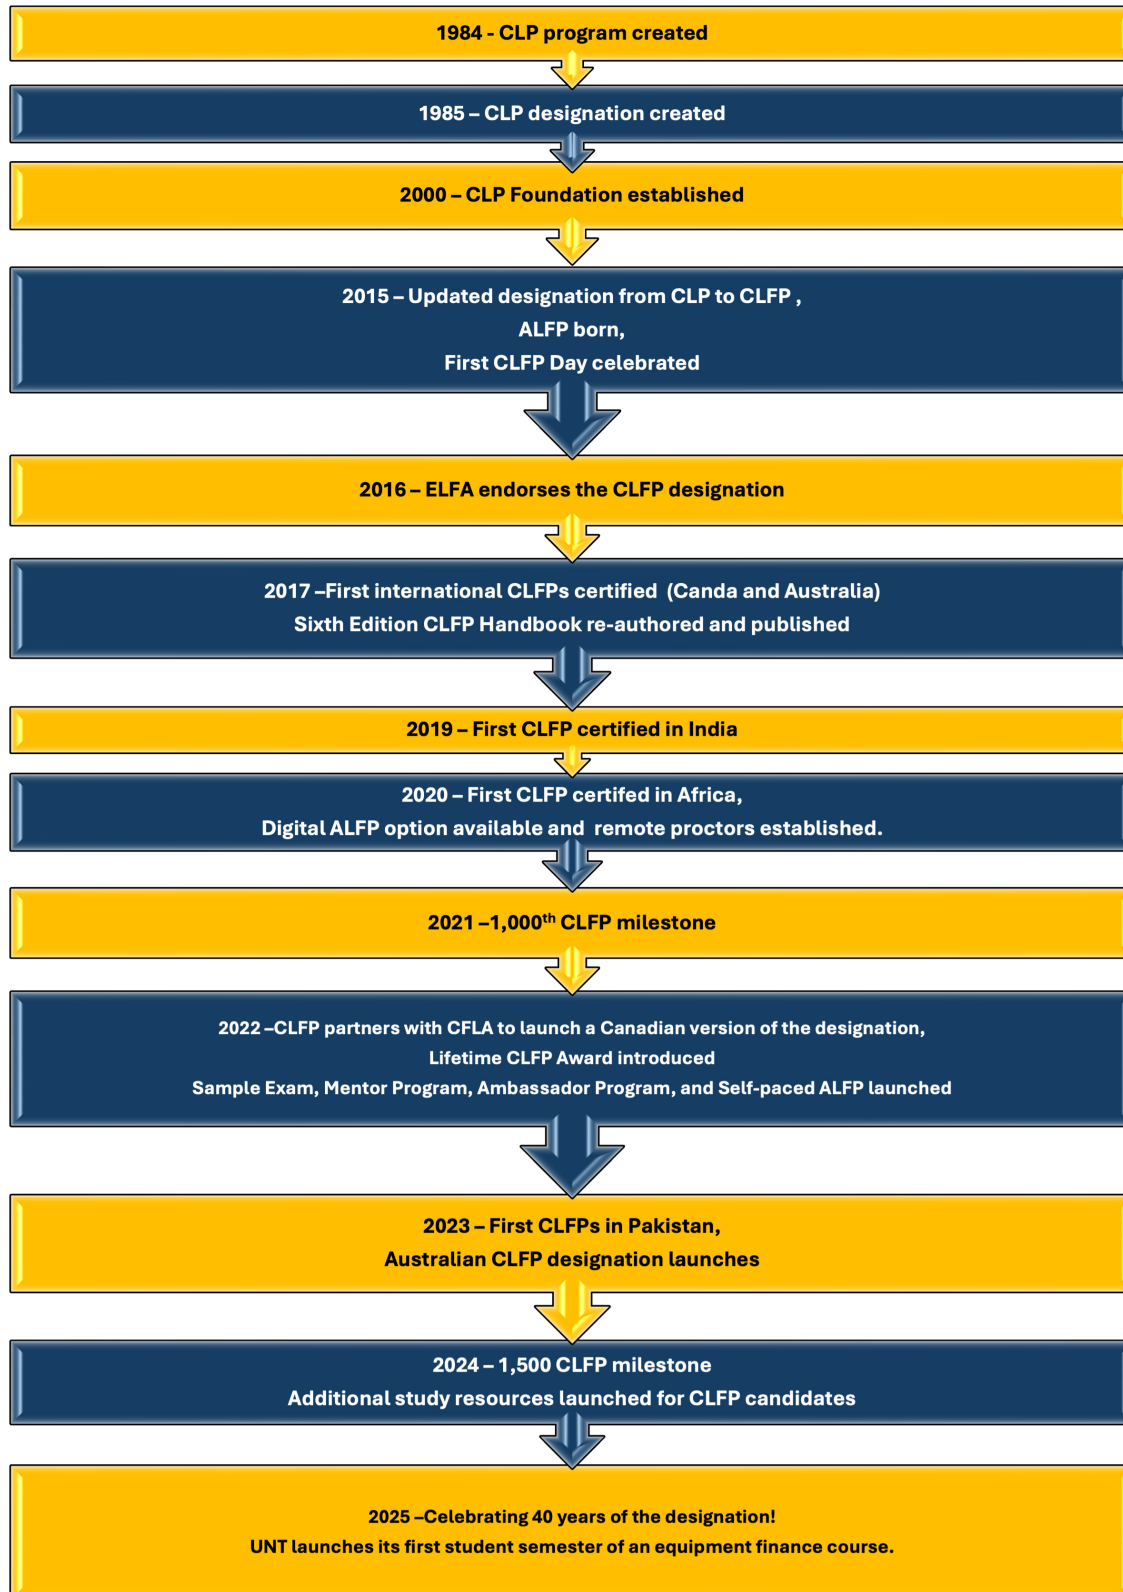 1984 - CLP program created
1985 – CLP designation created
2000 – CLP Foundation established
2015 – Updated designation from CLP to CLFP ,
ALFP born,
First CLFP Day celebrated
2016 – ELFA endorses the CLFP designation
2017 –First international CLFPs certified  (Canda and Australia)
Sixth Edition CLFP Handbook re-authored and published
2019 – First CLFP certified in India
2020 – First CLFP certifed in Africa,
Digital ALFP option available and  remote proctors established.
2021 –1,000th CLFP milestone
2022 –CLFP partners with CFLA to launch a Canadian version of the designation,
Lifetime CLFP Award introduced
Sample Exam, Mentor Program, Ambassador Program, and Self-paced ALFP launched
2023 – First CLFPs in Pakistan,
Australian CLFP designation launches
2024 – 1,500 CLFP milestone
Additional study resources launched for CLFP candidates
2025 –Celebrating 40 years of the designation!
UNT launches its first student semester of an equipment finance course.